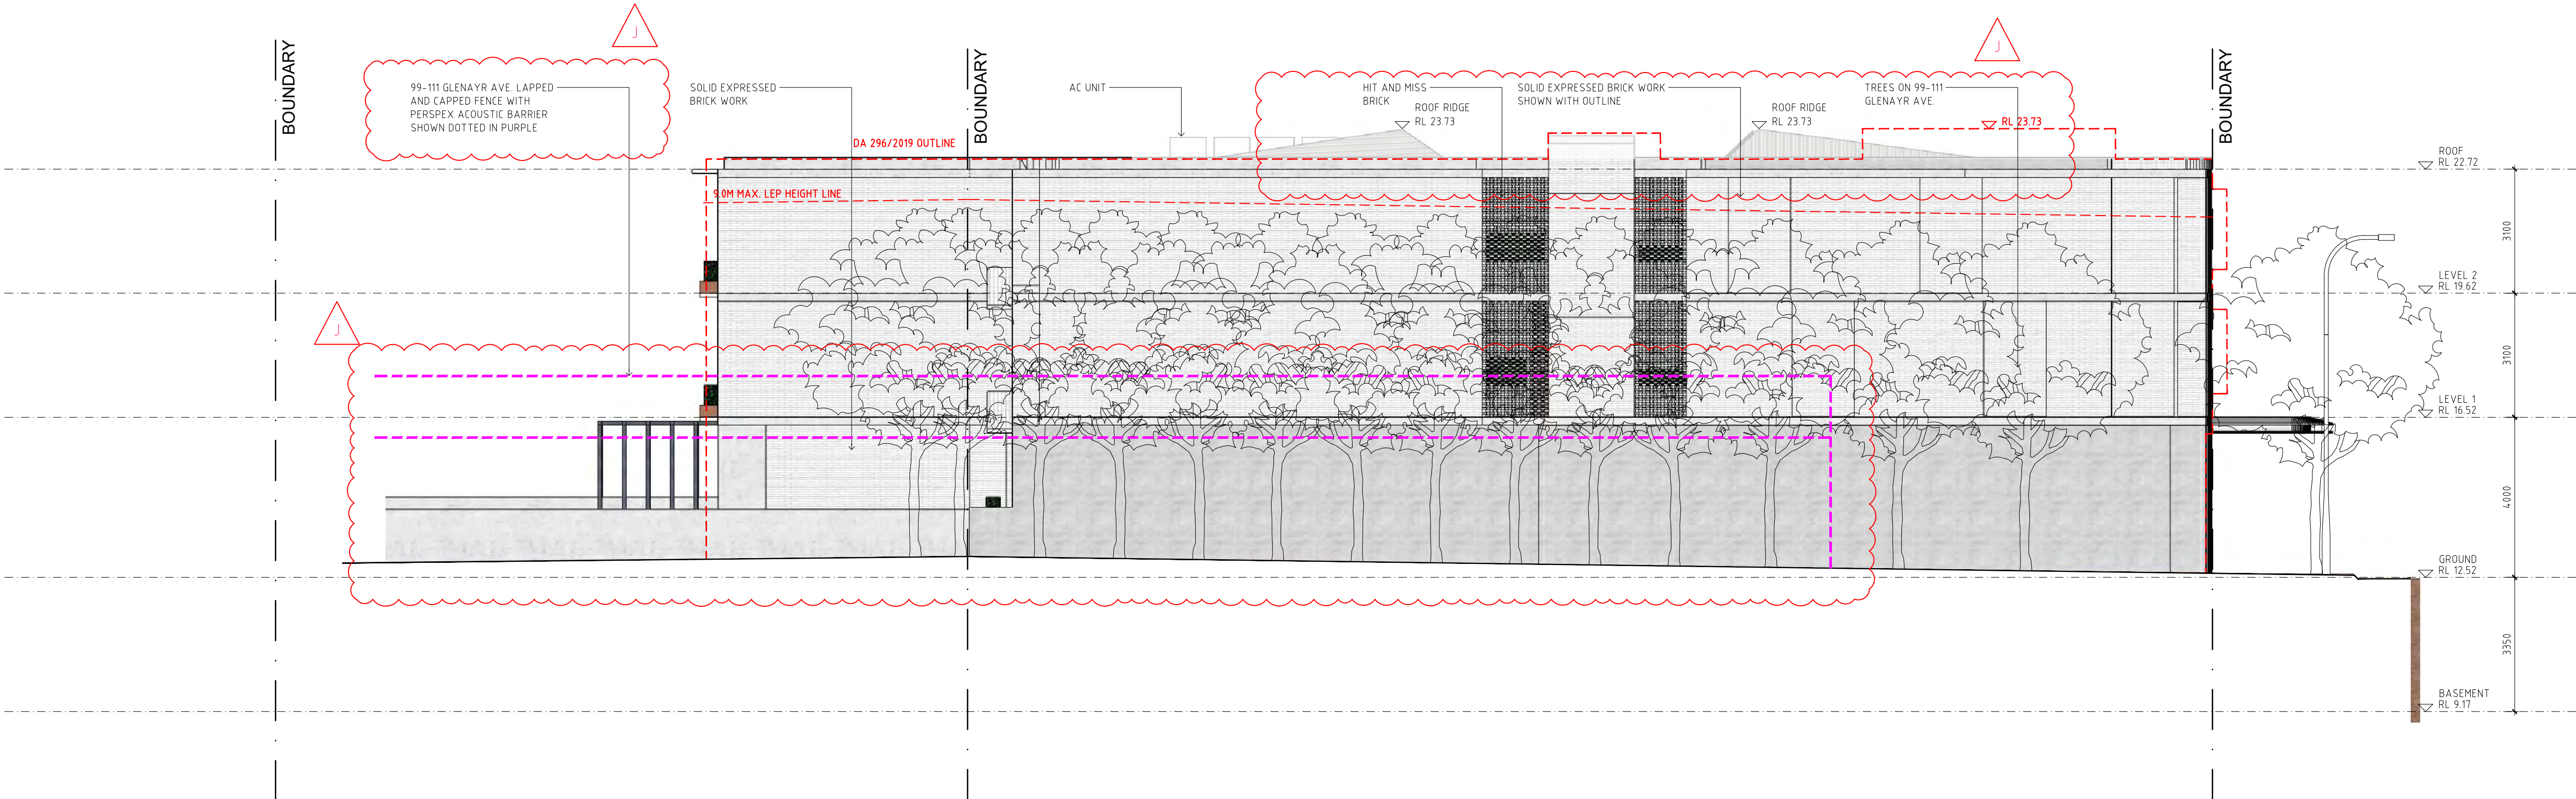 J
J
BOUNDARY
BOUNDARY
BOUNDARY
99-111 GLENAYR AVE. LAPPED
AND CAPPED FENCE WITH
PERSPEX ACOUSTIC BARRIER
SHOWN DOTTED IN PURPLE
SOLID EXPRESSED
BRICK WORK
AC UNIT
HIT AND MISS
BRICK
SOLID EXPRESSED BRICK WORK
SHOWN WITH OUTLINE
TREES ON 99-111
GLENAYR AVE.
ROOF RIDGE
RL 23.73
ROOF RIDGE
RL 23.73
RL 23.73
DA 296/2019 OUTLINE
9.0M MAX. LEP HEIGHT LINE
ROOF
RL 22.72
3100
LEVEL 2
RL 19.62
3100
J
LEVEL 1
RL 16.52
4000
GROUND
RL 12.52
3350
BASEMENT
RL 9.17